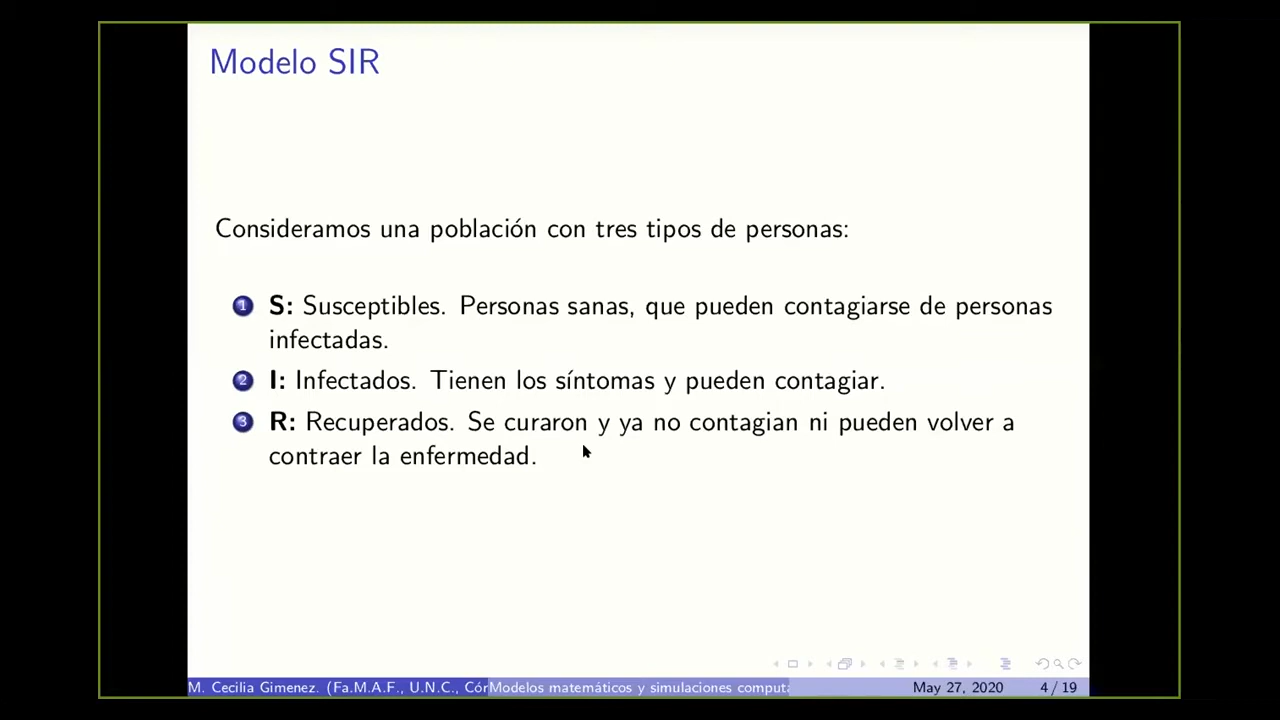 Modelo SIR
Consideramos una población con tres tipos de personas:
1 S: Susceptibles. Personas sanas, que pueden contagiarse de personas
infectadas.
2 I: Infectados. Tienen los síntomas y pueden contagiar.
3 R: Recuperados. Se curaron y ya no contagian ni pueden volver a
contraer la enfermedad.
M. Cecilia Gimenez. (Fa.M.A.F., U.N.C., Cór Modelos matemáticos y simulaciones computa May 27, 2020 4 / 19